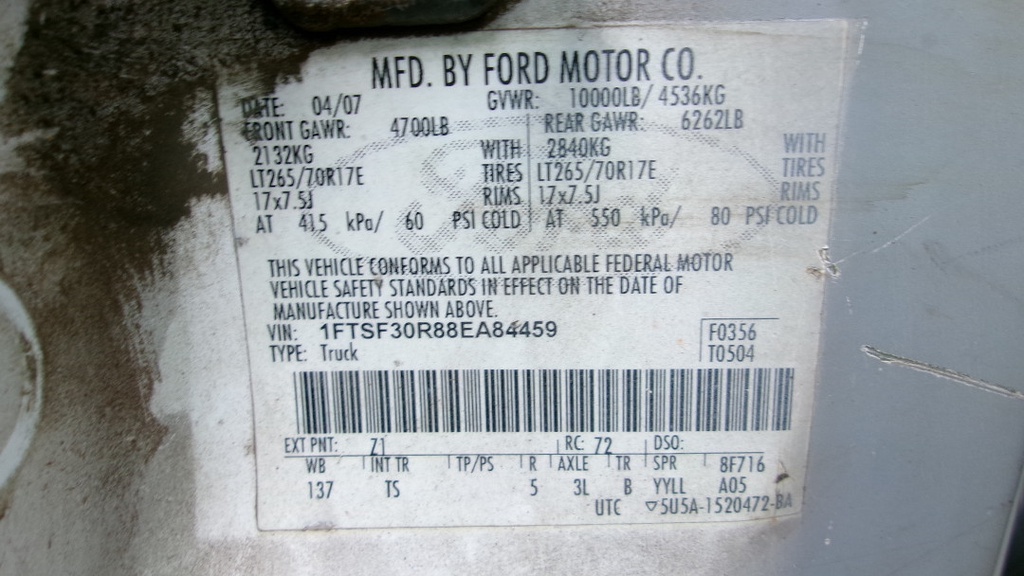 MFD. BY FORD MOTOR CO.
DATE: 04/07 GVWR: 10000LB/ 4536KG
FRONT GAWR: 4700LB REAR GAWR: 6262LB
2132KG WITH 2840KG WITH
LT265/70R17E TIRES LT265/70R17E TIRES
17x7.5J RIMS 17x7.5J RIMS
AT 415 kPa/ 60 PSI COLD AT 550 kPa/ 80 PSI COLD
THIS VEHICLE CONFORMS TO ALL APPLICABLE FEDERAL MOTOR
VEHICLE SAFETY STANDARDS IN EFFECT ON THE DATE OF
MANUFACTURE SHOWN ABOVE.
VIN: 1FTSF30R88EA84459 F0356
TYPE: Truck T0504
EXT PNT: Z1 RC: 72 DSO:
WB INT TR TP/PS R AXLE TR SPR 8F716
137 TS 5 3L B YYLL A05
UTC ▽5U5A-1520472-BA